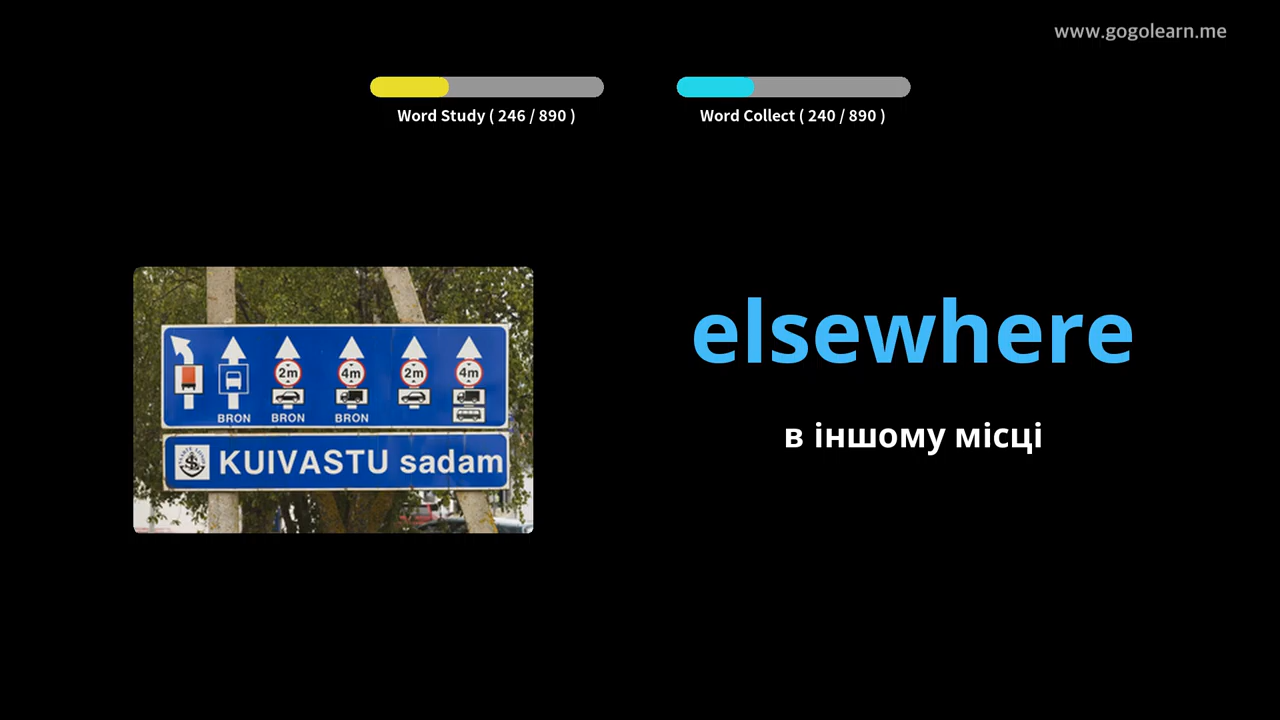 www.gogolearn.me
Word Study ( 246 / 890 )
Word Collect ( 240 / 890 )
elsewhere
в іншому місці
2m
4m
2m
4m
BRON
BRON
BRON
KUIVASTU sadam